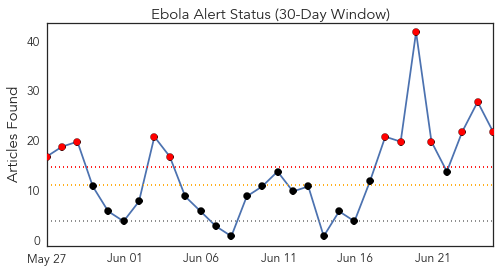 Ebola Alert Status (30-Day Window)
Articles Found
40
30
20
10
0
May 27 Jun 01 Jun 06 Jun 11 Jun 16 Jun 21